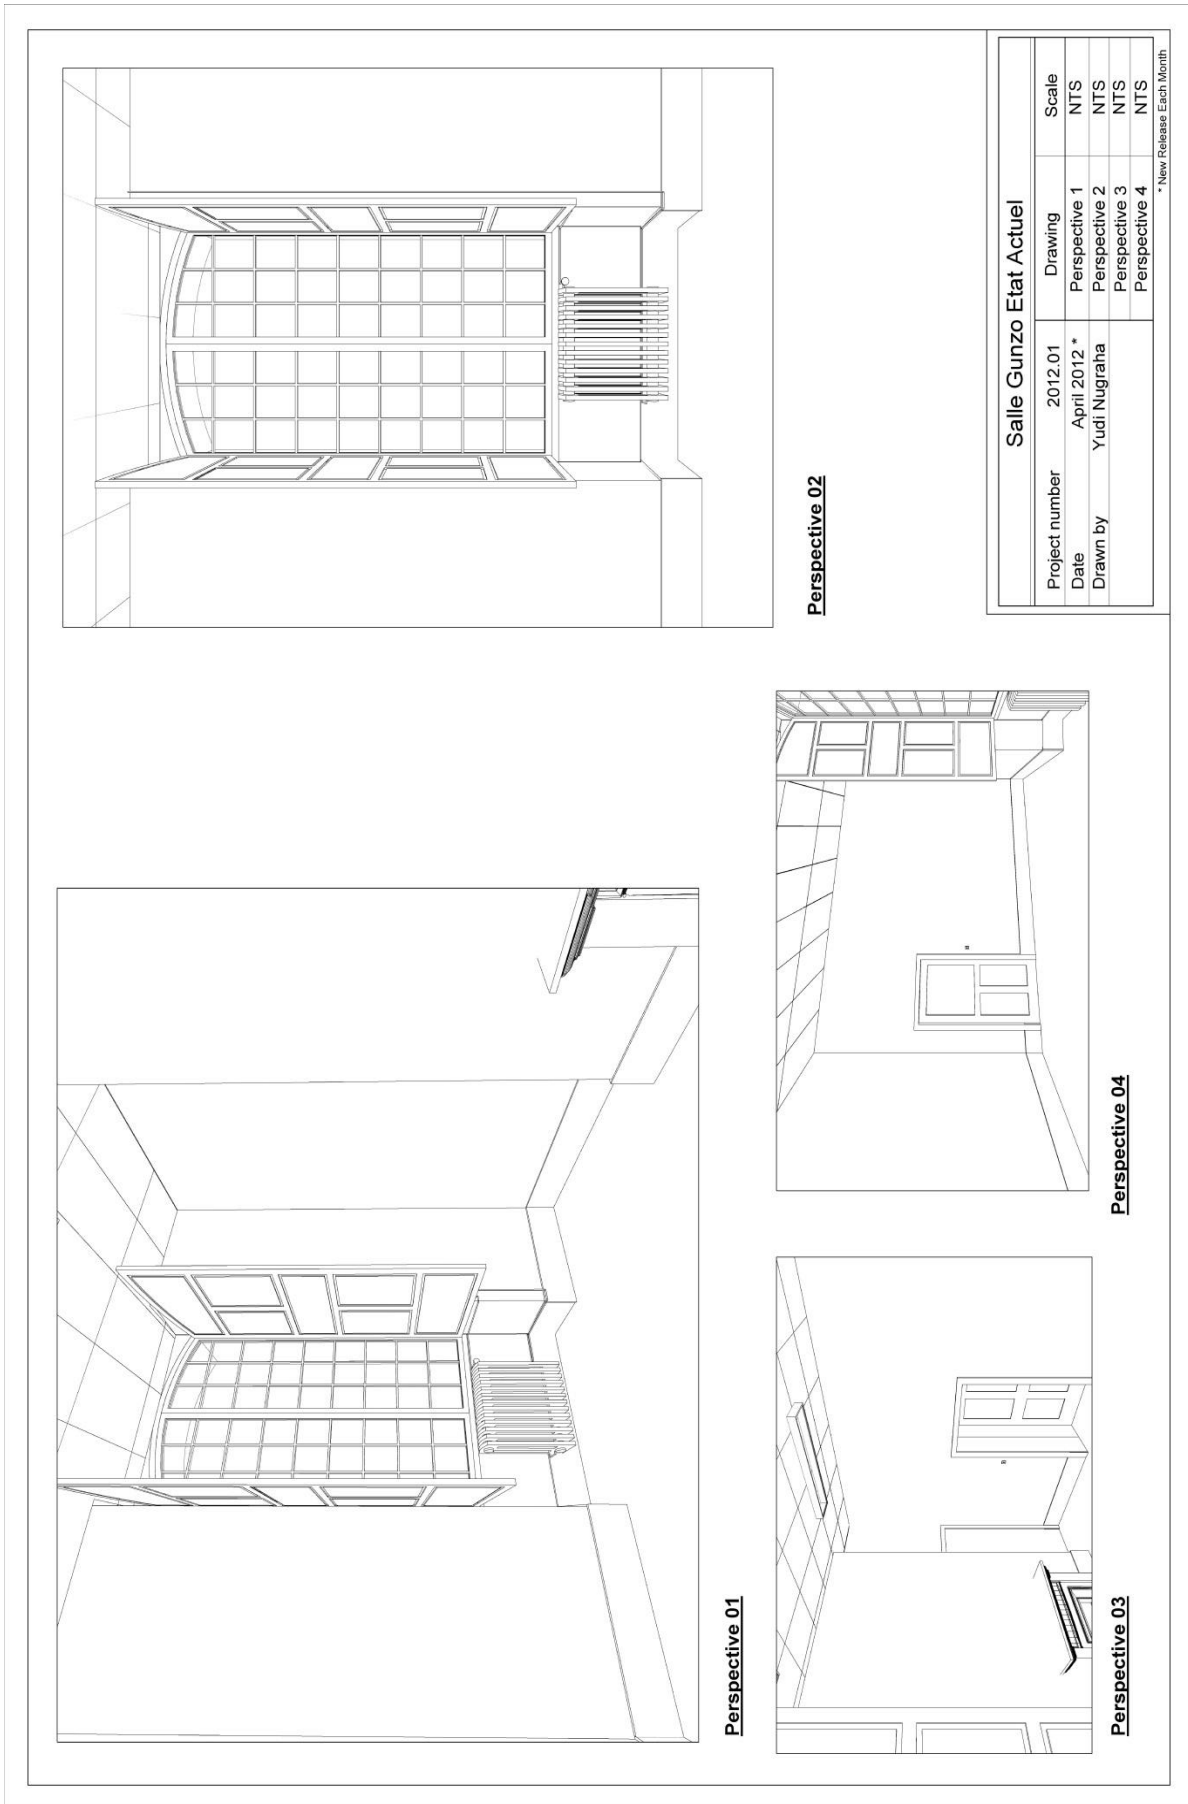 Perspective 01
Perspective 02
Perspective 03
Perspective 04
Salle Gunzo Etat Actuel
Project number 2012.01 Drawing Scale
Date April 2012 * Perspective 1 NTS
Drawn by Yudi Nugraha Perspective 2 NTS
Perspective 3 NTS
Perspective 4 NTS
* New Release Each Month